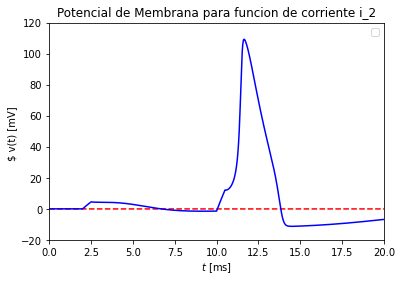 Potencial de Membrana para funcion de corriente i_2
120
100
80
60
40
20
0
−20
$ v(t) [mV]
0.0 2.5 5.0 7.5 10.0 12.5 15.0 17.5 20.0
t [ms]